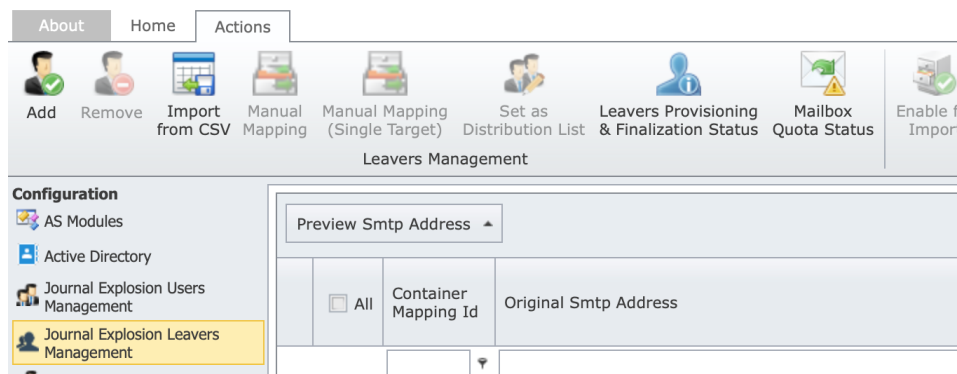 About Home Actions
Add Remove Import from CSV Manual Mapping Manual Mapping (Single Target) Set as Distribution List Leavers Provisioning & Finalization Status Mailbox Quota Status Enable
Leavers Management
Configuration
AS Modules
Active Directory
Journal Explosion Users
Management
Journal Explosion Leavers
Management
Preview Smtp Address
All
Container
Mapping Id
Original Smtp Address